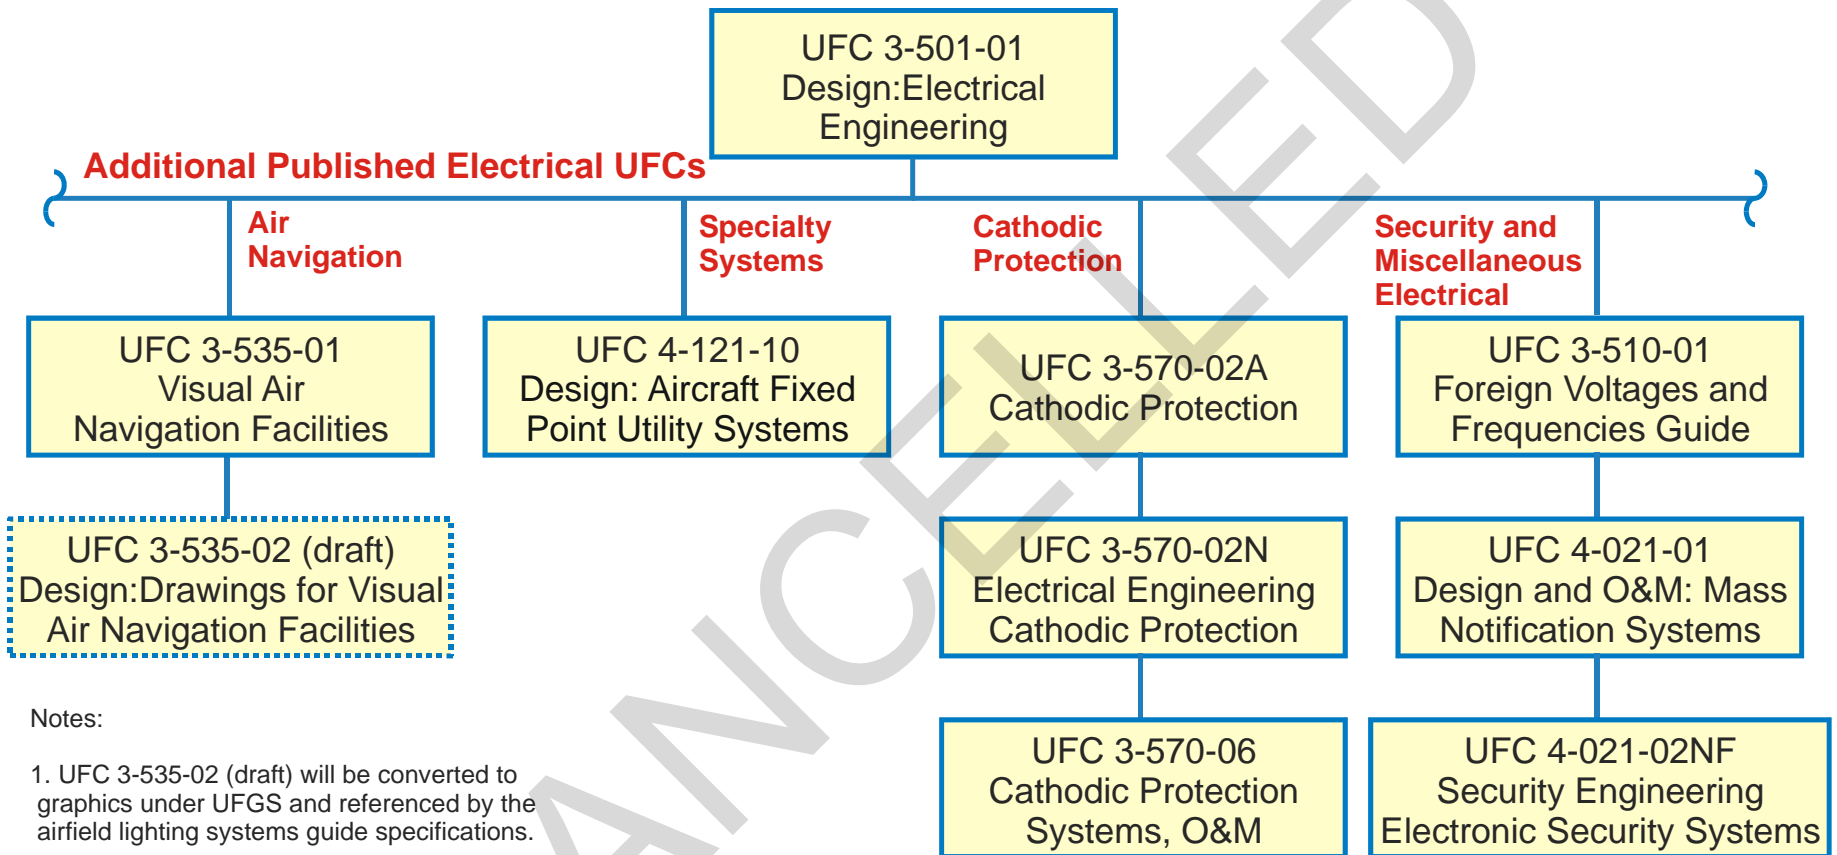 UFC 3-501-01
Design:Electrical
Engineering
Additional Published Electrical UFCs
Air
Navigation
Specialty
Systems
Cathodic
Protection
Security and
Miscellaneous
Electrical
UFC 3-535-01
Visual Air
Navigation Facilities
UFC 4-121-10
Design: Aircraft Fixed
Point Utility Systems
UFC 3-570-02A
Cathodic Protection
UFC 3-510-01
Foreign Voltages and
Frequencies Guide
UFC 3-535-02 (draft)
Design:Drawings for Visual
Air Navigation Facilities
UFC 3-570-02N
Electrical Engineering
Cathodic Protection
UFC 4-021-01
Design and O&M: Mass
Notification Systems
UFC 3-570-06
Cathodic Protection
Systems, O&M
UFC 4-021-02NF
Security Engineering
Electronic Security Systems
Notes:
1. UFC 3-535-02 (draft) will be converted to
graphics under UFGS and referenced by the
airfield lighting systems guide specifications.
ANCELLED